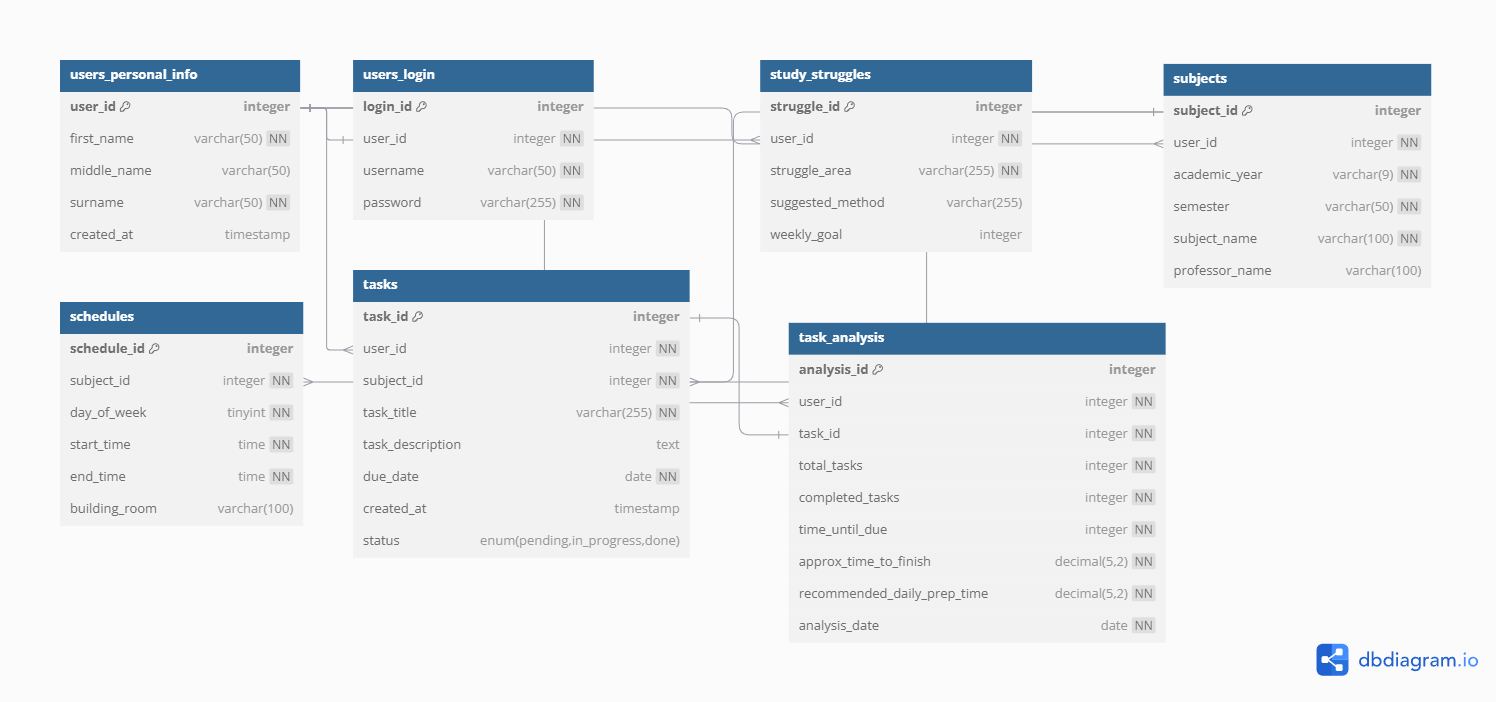 users_personal_info
user_id integer
first_name varchar(50) NN
middle_name varchar(50)
surname varchar(50) NN
created_at timestamp
users_login
login_id integer
user_id integer NN
username varchar(50) NN
password varchar(255) NN
study_struggles
struggle_id integer
user_id integer NN
struggle_area varchar(255) NN
suggested_method varchar(255)
weekly_goal integer
subjects
subject_id integer
user_id integer NN
academic_year varchar(9) NN
semester varchar(50) NN
subject_name varchar(100) NN
professor_name varchar(100)
schedules
schedule_id integer
subject_id integer NN
day_of_week tinyint NN
start_time time NN
end_time time NN
building_room varchar(100)
tasks
task_id integer
user_id integer NN
subject_id integer NN
task_title varchar(255) NN
task_description text
due_date date NN
created_at timestamp
status enum(pending,in_progress,done)
task_analysis
analysis_id integer
user_id integer NN
task_id integer NN
total_tasks integer NN
completed_tasks integer NN
time_until_due integer NN
approx_time_to_finish decimal(5,2) NN
recommended_daily_prep_time decimal(5,2) NN
analysis_date date NN
dbdiagram.io